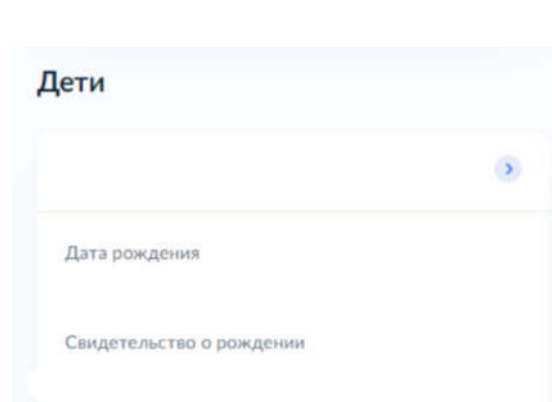 Дети
Дата рождения
Свидетельство о рождении